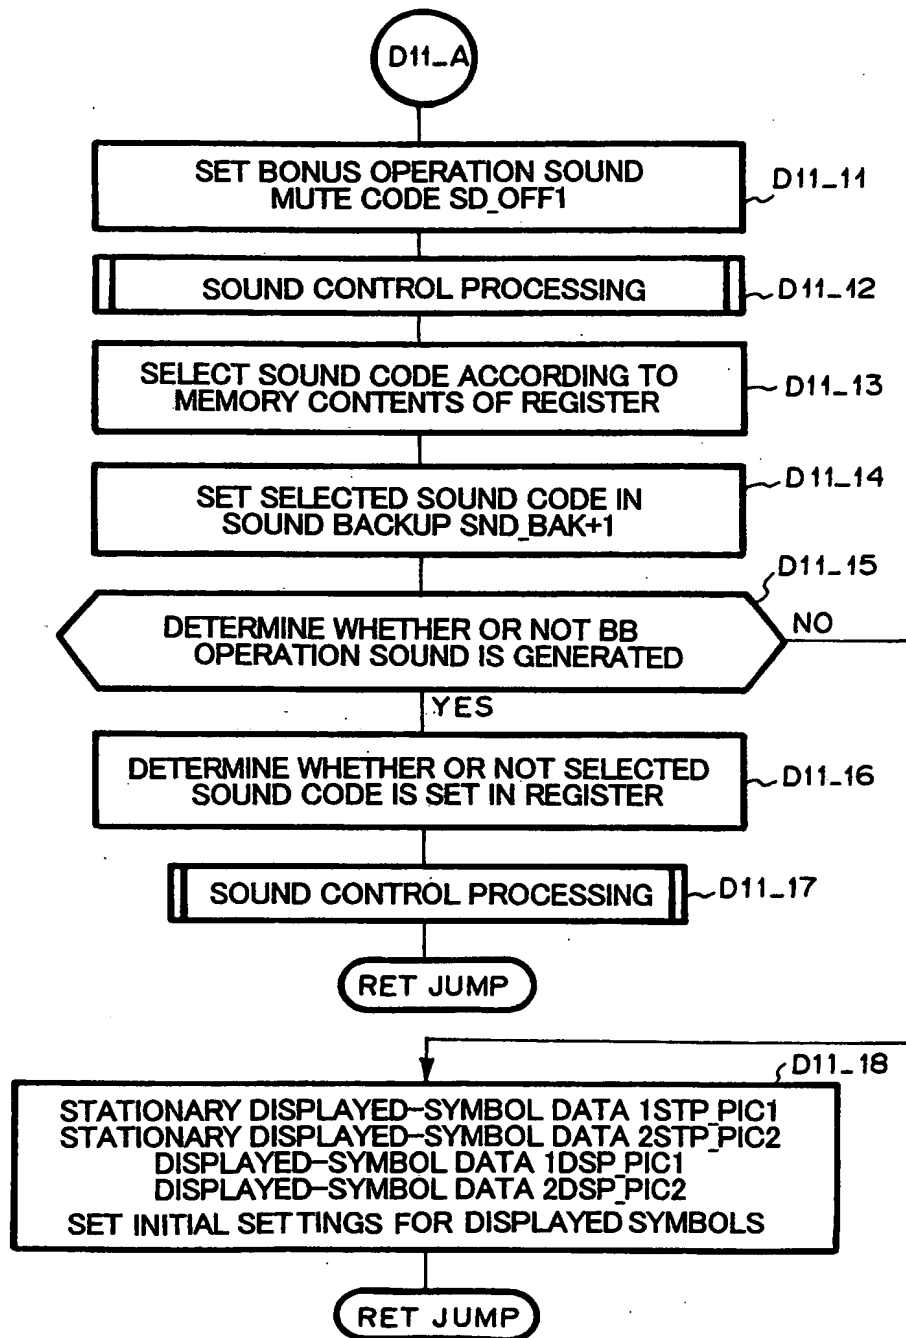 D11_A
SET BONUS OPERATION SOUND
MUTE CODE SD_OFF1
D11_11
SOUND CONTROL PROCESSING
D11_12
SELECT SOUND CODE ACCORDING TO
MEMORY CONTENTS OF REGISTER
D11_13
SET SELECTED SOUND CODE IN
SOUND BACKUP SND_BAK+1
D11_14
D11_15
DETERMINE WHETHER OR NOT BB
OPERATION SOUND IS GENERATED
NO
YES
DETERMINE WHETHER OR NOT SELECTED
SOUND CODE IS SET IN REGISTER
D11_16
SOUND CONTROL PROCESSING
D11_17
RET JUMP
D11_18
STATIONARY DISPLAYED-SYMBOL DATA 1STP_PIC1
STATIONARY DISPLAYED-SYMBOL DATA 2STP_PIC2
DISPLAYED-SYMBOL DATA 1DSP_PIC1
DISPLAYED-SYMBOL DATA 2DSP_PIC2
SET INITIAL SETTINGS FOR DISPLAYED SYMBOLS
RET JUMP